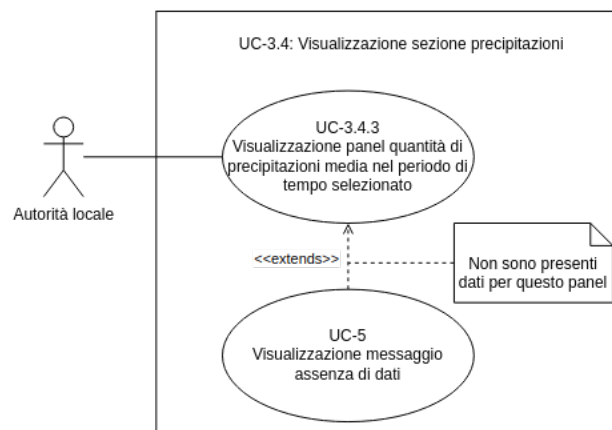 UC-3.4: Visualizzazione sezione precipitazioni
UC-3.4.3
Visualizzazione panel quantità di
precipitazioni media nel periodo di
tempo selezionato
Autorità locale
<<extends>>
Non sono presenti
dati per questo panel
UC-5
Visualizzazione messaggio
assenza di dati